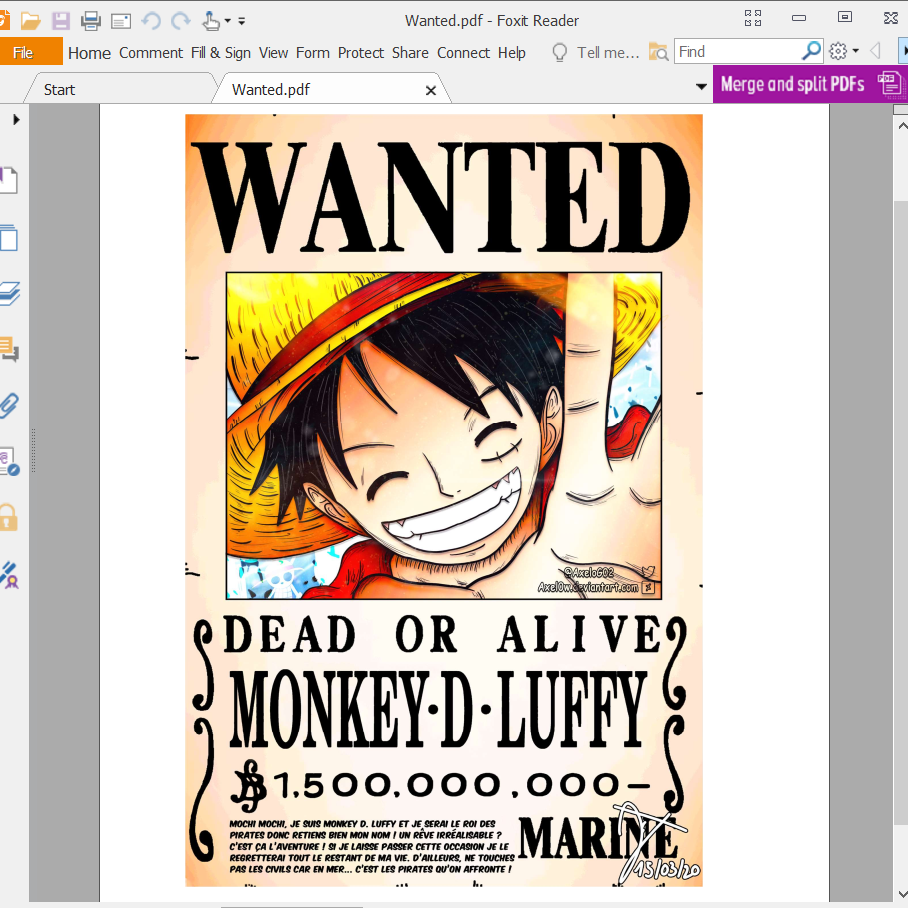 Wanted.pdf - Foxit Reader
File Home Comment Fill & Sign View Form Protect Share Connect Help Tell me... Find
Start Wanted.pdf Merge and split PDFs
WANTED
@AxeloG02
Axel0w.deviantart.com
DEAD OR ALIVE
MONKEY·D·LUFFY
1,500,000,000-
MOCHI MOCHI, JE SUIS MONKEY D. LUFFY ET JE SERAI LE ROI DES
PIRATES DONC RETIENS BIEN MON NOM ! UN RÊVE IRRÉALISABLE ?
C'EST ÇA L'AVENTURE ! SI JE LAISSE PASSER CETTE OCCASION JE LE
REGRETTERAI TOUT LE RESTANT DE MA VIE. D'AILLEURS, NE TOUCHES
PAS LES CIVILS CAR EN MER... C'EST LES PIRATES QU'ON AFFRONTE !
MARINE
15/03/20